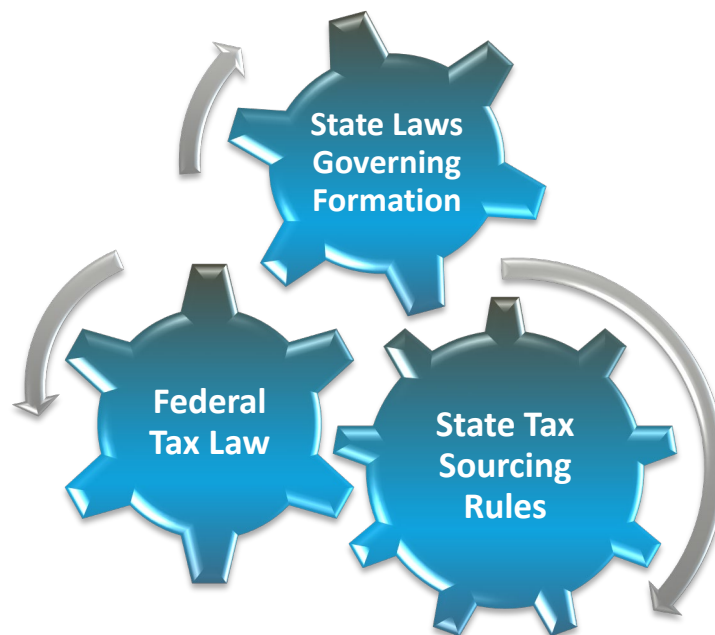 State Laws
Governing
Formation
Federal
Tax Law
State Tax
Sourcing
Rules